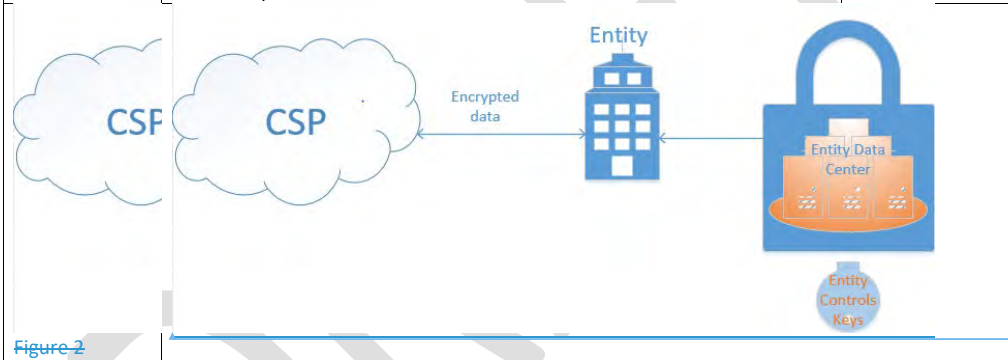 Entity
CSP
CSP
Encrypted
data
Entity Data
Center
Entity
Controls
Keys
Figure 2